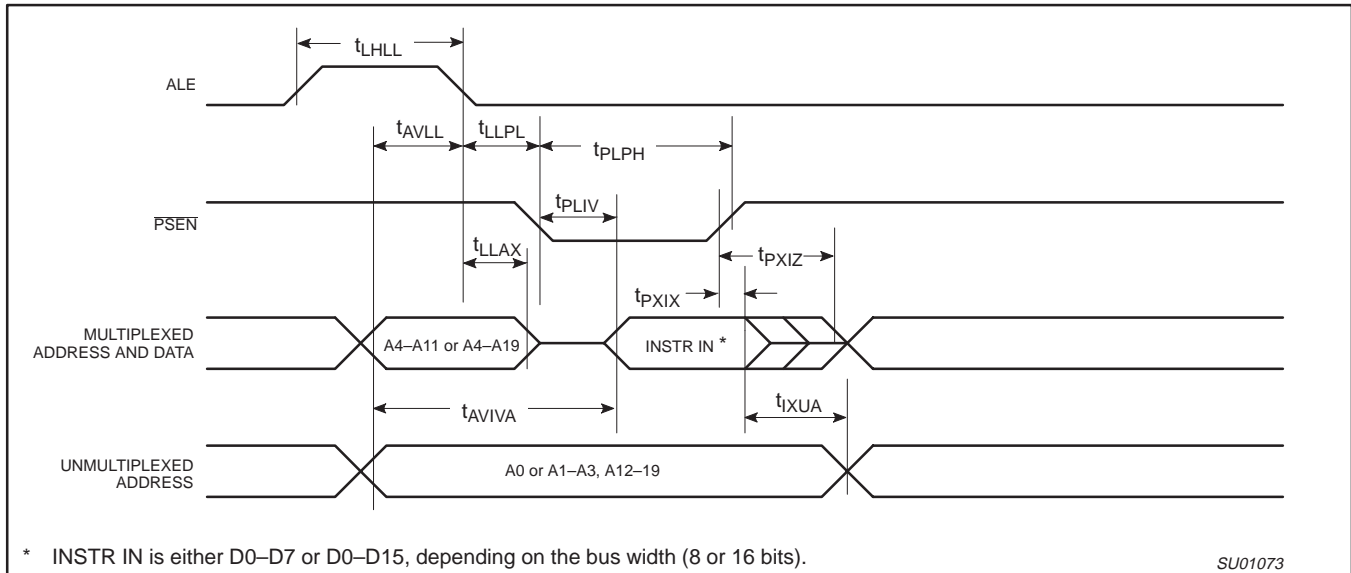 tLHLL
ALE
tAVLL
tLLPL
tPLPH
tPLIV
PSEN
tLLAX
tPXIZ
tPXIX
MULTIPLEXED
ADDRESS AND DATA
A4–A11 or A4–A19
INSTR IN *
tAVIVA
tIXUA
UNMULTIPLEXED
ADDRESS
A0 or A1–A3, A12–19
* INSTR IN is either D0–D7 or D0–D15, depending on the bus width (8 or 16 bits).
SU01073